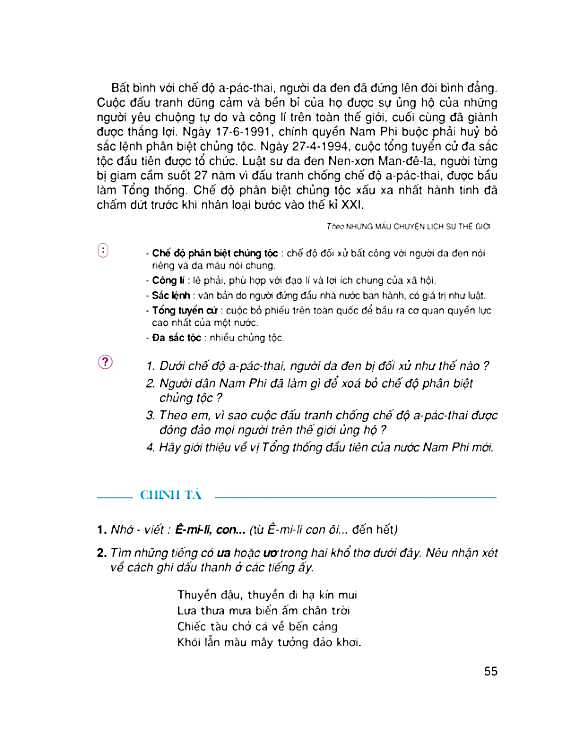 Bất bình với chế độ a-pác-thai, người da đen đã đứng lên đòi bình đẳng.
Cuộc đấu tranh dũng cảm và bền bỉ của họ được sự ủng hộ của những
người yêu chuộng tự do và công lí trên toàn thế giới, cuối cùng đã giành
được thắng lợi. Ngày 17-6-1991, chính quyền Nam Phi buộc phải huỷ bỏ
sắc lệnh phân biệt chủng tộc. Ngày 27-4-1994, cuộc tổng tuyển cử đa sắc
tộc đầu tiên được tổ chức. Luật sư da đen Nen-xơn Man-đê-la, người từng
bị giam cầm suốt 27 năm vì đấu tranh chống chế độ a-pác-thai, được bầu
làm Tổng thống. Chế độ phân biệt chủng tộc xấu xa nhất hành tinh đã
chấm dứt trước khi nhân loại bước vào thế kỉ XXI.
Theo NHỮNG MẨU CHUYỆN LỊCH SỬ THẾ GIỚI
- Chế độ phân biệt chủng tộc : chế độ đối xử bất công với người da đen nói
riêng và da màu nói chung.
- Công lí : lẽ phải, phù hợp với đạo lí và lợi ích chung của xã hội.
- Sắc lệnh : văn bản do người đứng đầu nhà nước ban hành, có giá trị như luật.
- Tổng tuyển cử : cuộc bỏ phiếu trên toàn quốc để bầu ra cơ quan quyền lực
cao nhất của một nước.
- Đa sắc tộc : nhiều chủng tộc.
?
1. Dưới chế độ a-pác-thai, người da đen bị đối xử như thế nào ?
2. Người dân Nam Phi đã làm gì để xoá bỏ chế độ phân biệt
chủng tộc ?
3. Theo em, vì sao cuộc đấu tranh chống chế độ a-pác-thai được
đông đảo mọi người trên thế giới ủng hộ ?
4. Hãy giới thiệu về vị Tổng thống đầu tiên của nước Nam Phi mới.
CHÍNH TẢ
1. Nhớ - viết : Ê-mi-li, con... (từ Ê-mi-li con ôi... đến hết)
2. Tìm những tiếng có ưa hoặc ươ trong hai khổ thơ dưới đây. Nêu nhận xét
về cách ghi dấu thanh ở các tiếng ấy.
Thuyền đậu, thuyền đi hạ kín mui
Lưa thưa mưa biển ấm chân trời
Chiếc tàu chở cá về bến cảng
Khói lẫn màu mây tưởng đảo khơi.
55